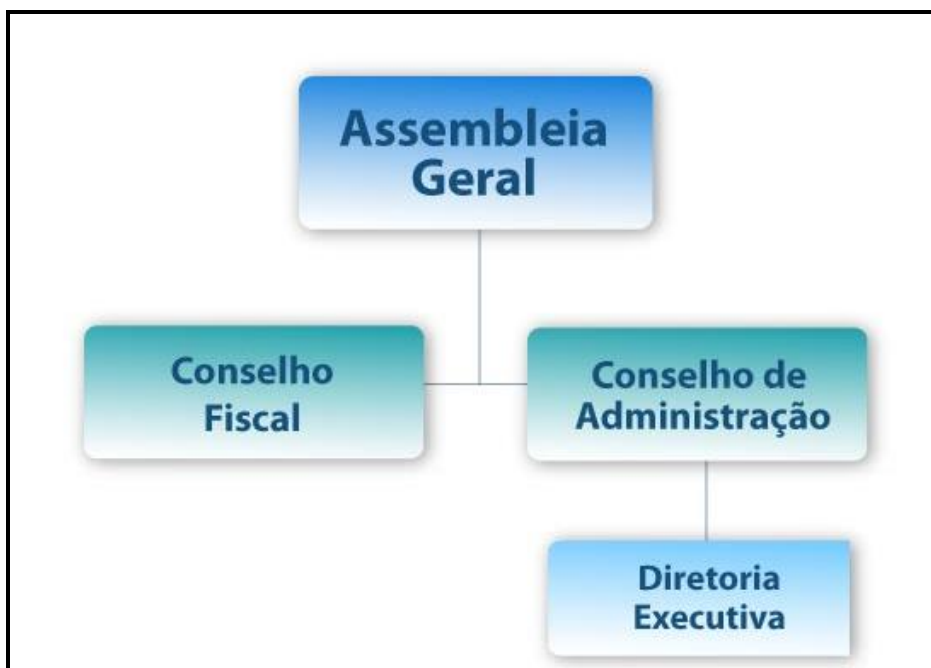 Assembleia
Geral
Conselho
Fiscal
Conselho de
Administração
Diretoria
Executiva